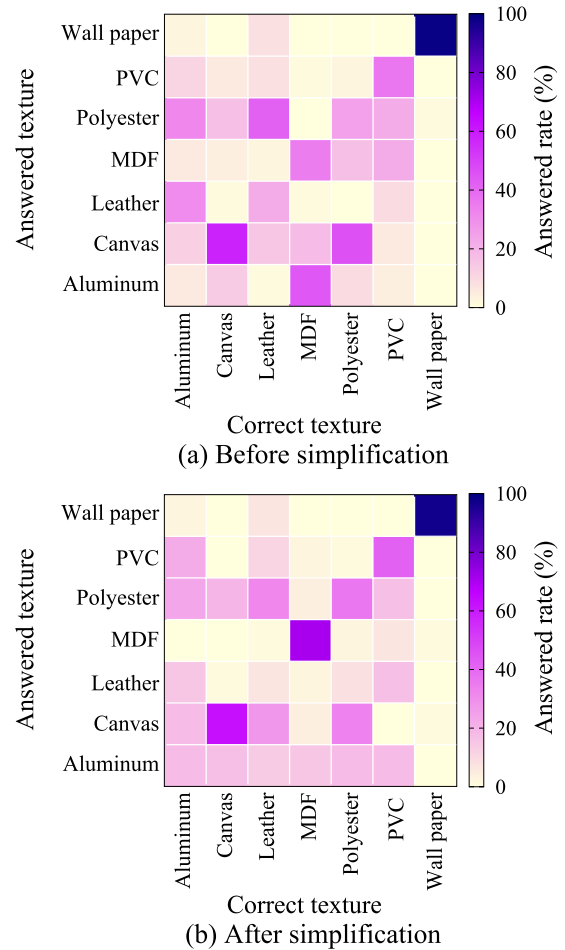 Answered texture
Wall paper
PVC
Polyester
MDF
Leather
Canvas
Aluminum
Aluminum
Canvas
Leather
MDF
Polyester
PVC
Wall paper
Correct texture
100
80
60
40
20
0
Answered rate (%)
(a) Before simplification
Answered texture
Wall paper
PVC
Polyester
MDF
Leather
Canvas
Aluminum
Aluminum
Canvas
Leather
MDF
Polyester
PVC
Wall paper
Correct texture
100
80
60
40
20
0
Answered rate (%)
(b) After simplification